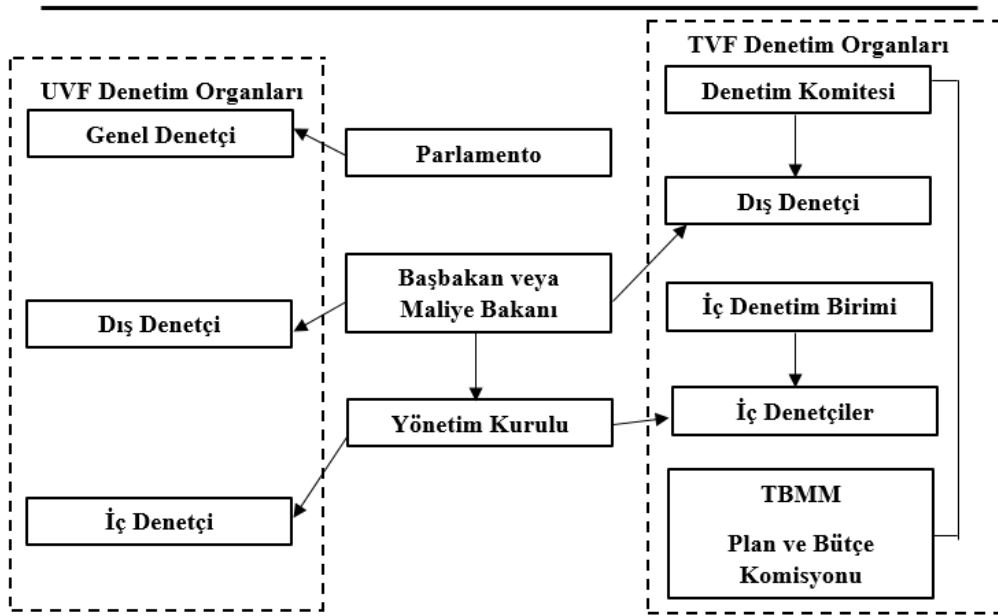 UVF Denetim Organları
Genel Denetçi
Dış Denetçi
İç Denetçi
Parlamento
Başbakan veya
Maliye Bakanı
Yönetim Kurulu
TVF Denetim Organları
Denetim Komitesi
Dış Denetçi
İç Denetim Birimi
İç Denetçiler
TBMM
Plan ve Bütçe
Komisyonu